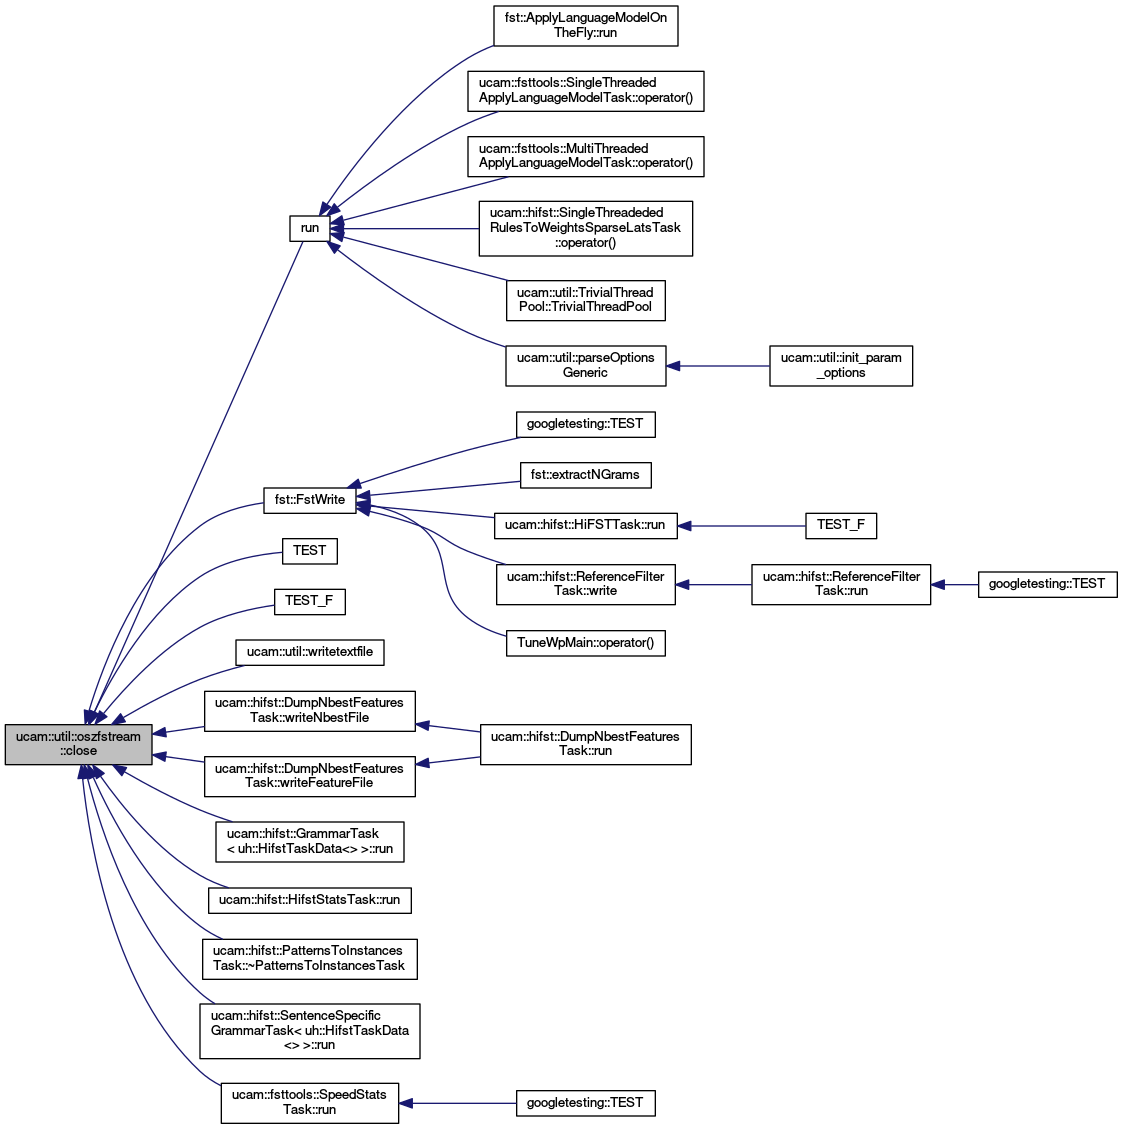 fst::ApplyLanguageModelOn
TheFly::run
ucam::fsttools::SingleThreaded
ApplyLanguageModelTask::operator()
ucam::fsttools::MultiThreaded
ApplyLanguageModelTask::operator()
run
ucam::hifst::SingleThreadeded
RulesToWeightsSparseLatsTask
::operator()
ucam::util::TrivialThread
Pool::TrivialThreadPool
ucam::util::parseOptions
Generic
ucam::util::init_param
_options
googletesting::TEST
fst::extractNGrams
fst::FstWrite
ucam::hifst::HiFSTTask::run
TEST_F
TEST
ucam::hifst::ReferenceFilter
Task::write
ucam::hifst::ReferenceFilter
Task::run
googletesting::TEST
TEST_F
TuneWpMain::operator()
ucam::util::writetextfile
ucam::hifst::DumpNbestFeatures
Task::writeNbestFile
ucam::util::oszfstream
::close
ucam::hifst::DumpNbestFeatures
Task::run
ucam::hifst::DumpNbestFeatures
Task::writeFeatureFile
ucam::hifst::GrammarTask
< uh::HifstTaskData<> >::run
ucam::hifst::HifstStatsTask::run
ucam::hifst::PatternsToInstances
Task::~PatternsToInstancesTask
ucam::hifst::SentenceSpecific
GrammarTask< uh::HifstTaskData
<> >::run
ucam::fsttools::SpeedStats
Task::run
googletesting::TEST